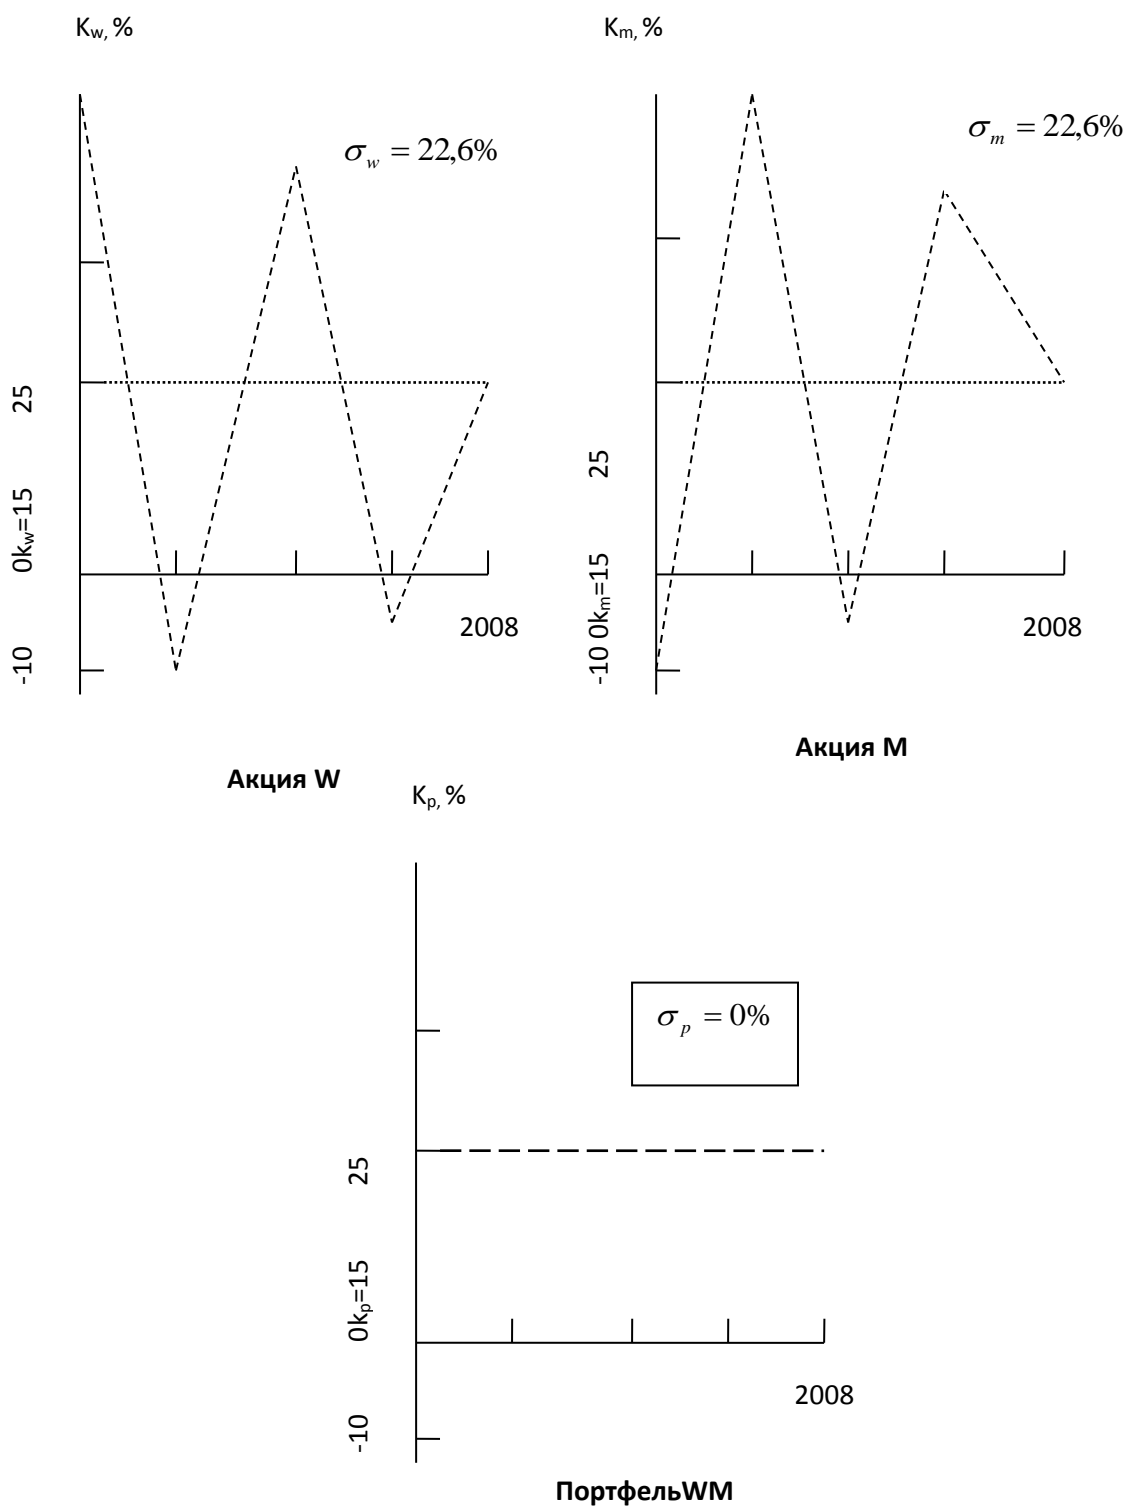 Kw, %
σw = 22,6%
-10 0kw=15 25
2008
Акция W
Km, %
σm = 22,6%
-10 0km=15 25
2008
Акция М
Kp, %
σp = 0%
-10 0kp=15 25
2008
ПортфельWM